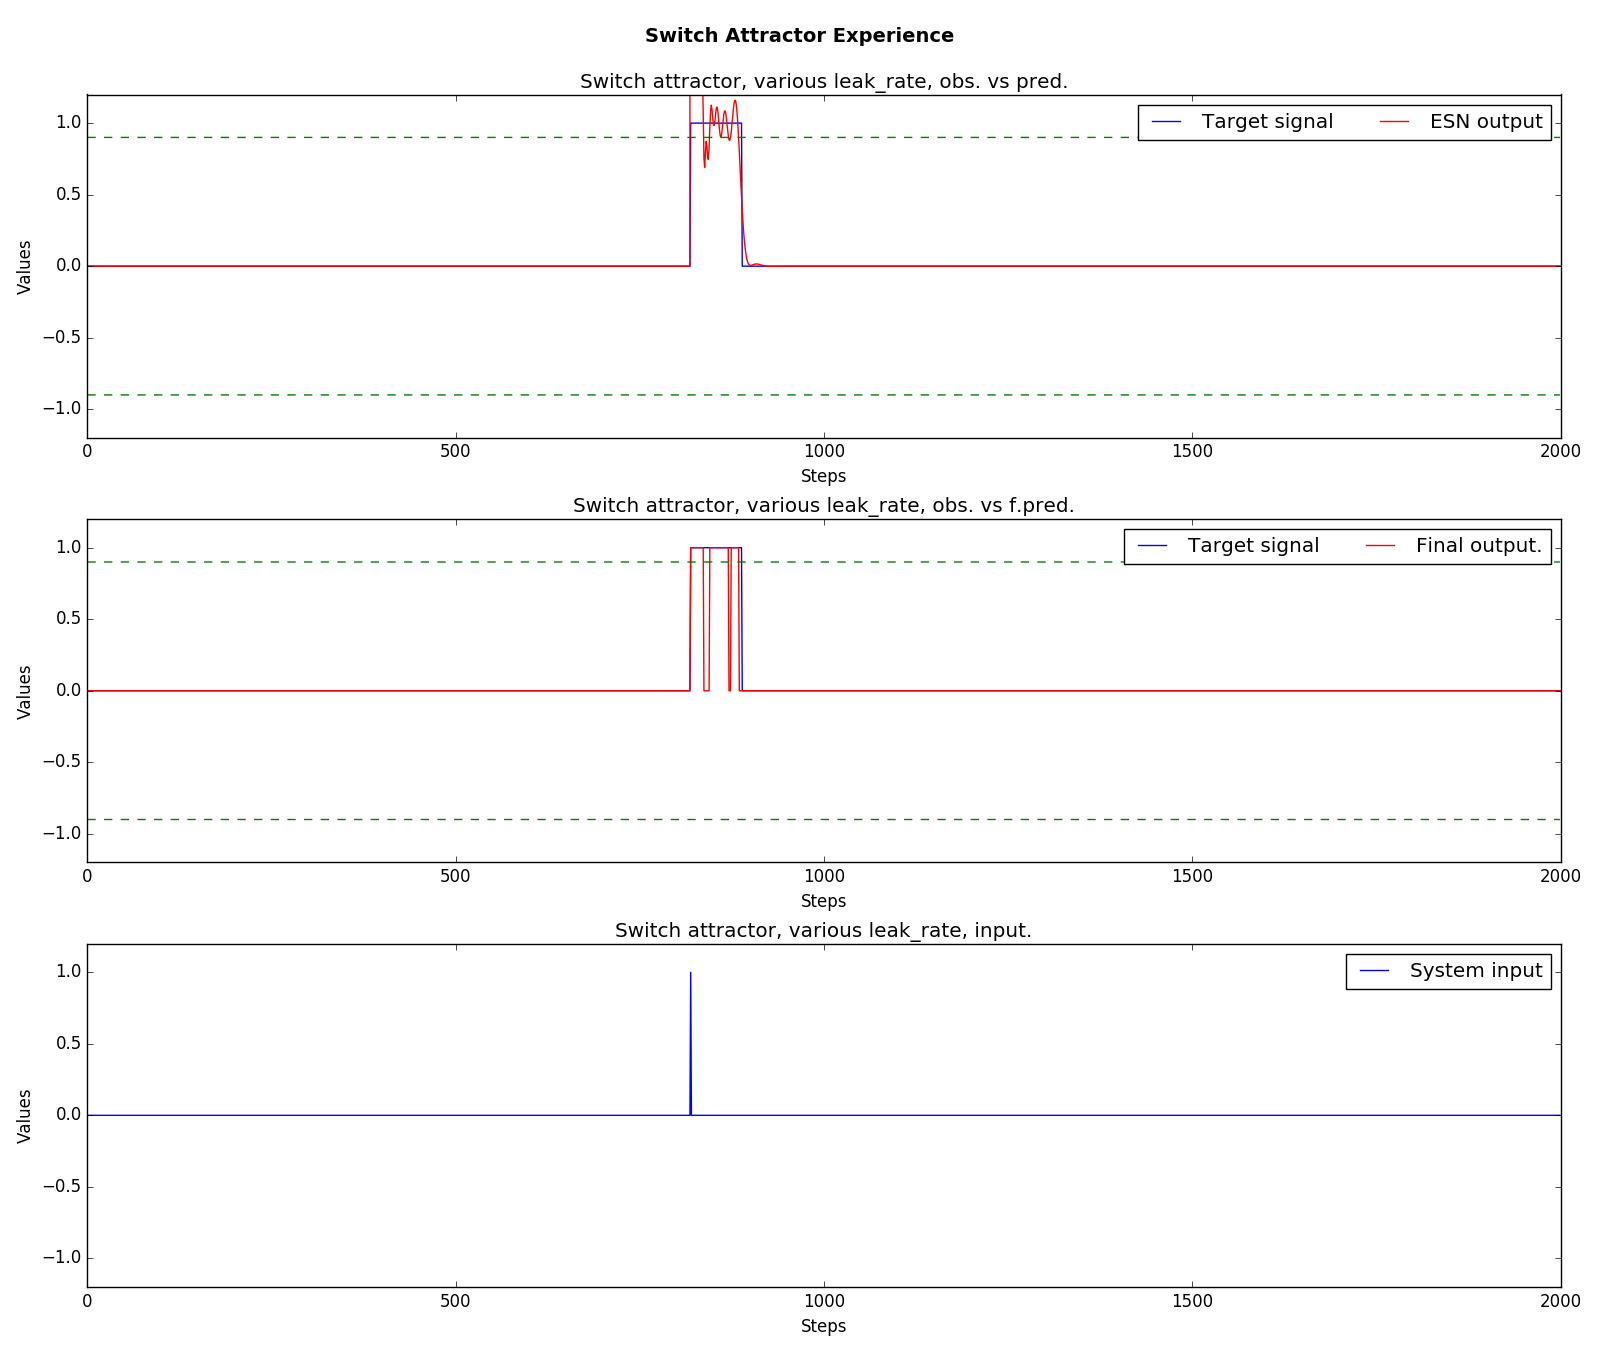 Switch Attractor Experience
Switch attractor, various leak_rate, obs. vs pred.
Target signal ESN output
1.0
0.5
0.0
−0.5
−1.0
Values
0 500 1000 1500 2000
Steps
Switch attractor, various leak_rate, obs. vs f.pred.
Target signal Final output.
1.0
0.5
0.0
−0.5
−1.0
Values
0 500 1000 1500 2000
Steps
Switch attractor, various leak_rate, input.
System input
1.0
0.5
0.0
−0.5
−1.0
Values
0 500 1000 1500 2000
Steps